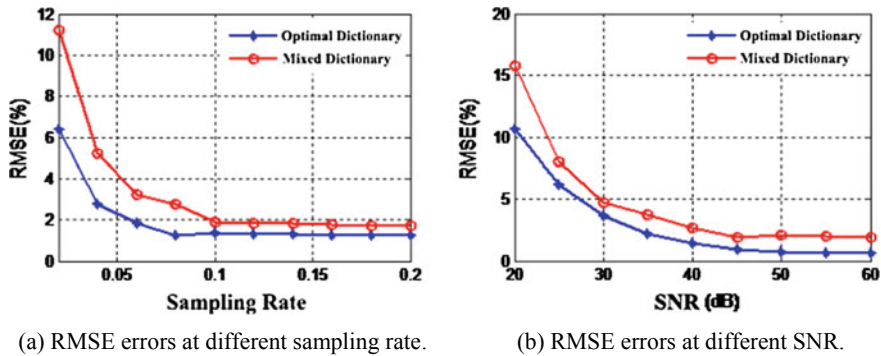 12
10
8
6
4
2
0
RMSE(%)
Optimal Dictionary
Mixed Dictionary
0.05
0.1
0.15
0.2
Sampling Rate
(a) RMSE errors at different sampling rate.
20
15
10
5
0
RMSE(%)
Optimal Dictionary
Mixed Dictionary
20
30
40
50
60
SNR (dB)
(b) RMSE errors at different SNR.